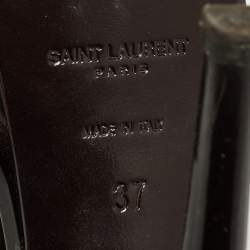 SAINT LAURENT
PARIS
MADE IN ITALY
37